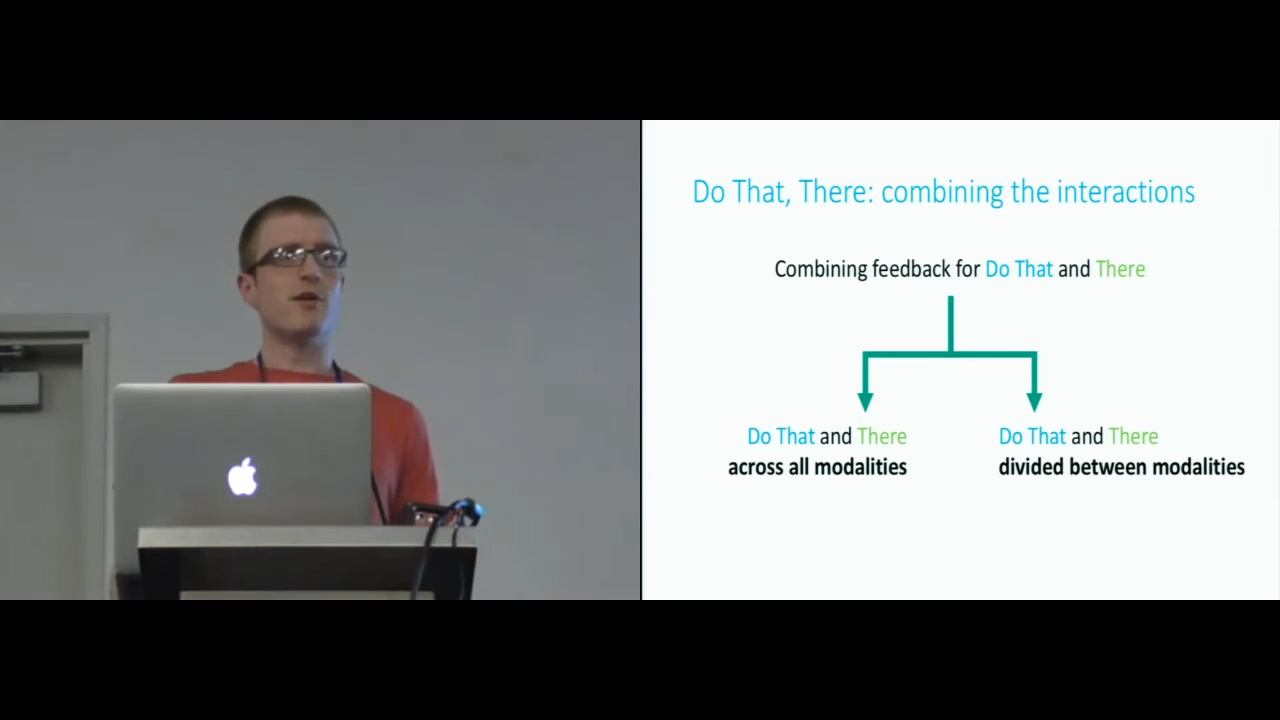 Do That, There: combining the interactions
Combining feedback for Do That and There
Do That and There
across all modalities
Do That and There
divided between modalities